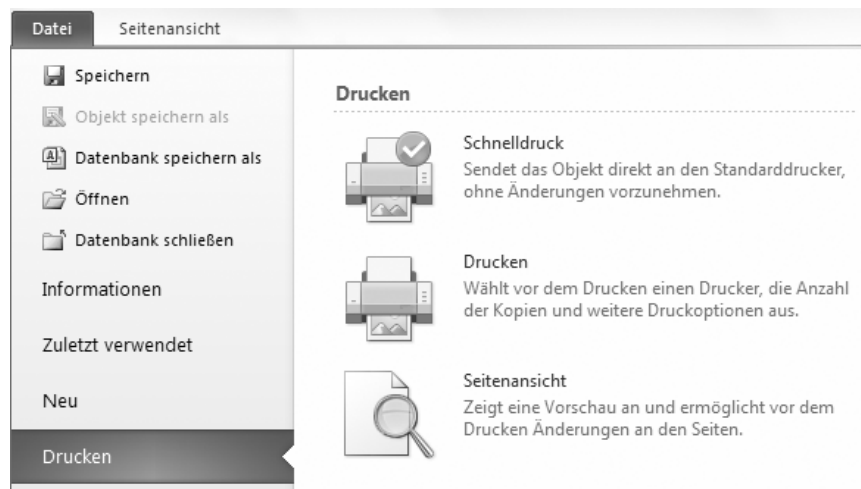 Datei Seitenansicht
Speichern
Objekt speichern als
Datenbank speichern als
Öffnen
Datenbank schließen
Informationen
Zuletzt verwendet
Neu
Drucken
Drucken
Schnelldruck
Sendet das Objekt direkt an den Standarddrucker,
ohne Änderungen vorzunehmen.
Drucken
Wählt vor dem Drucken einen Drucker, die Anzahl
der Kopien und weitere Druckoptionen aus.
Seitenansicht
Zeigt eine Vorschau an und ermöglicht vor dem
Drucken Änderungen an den Seiten.